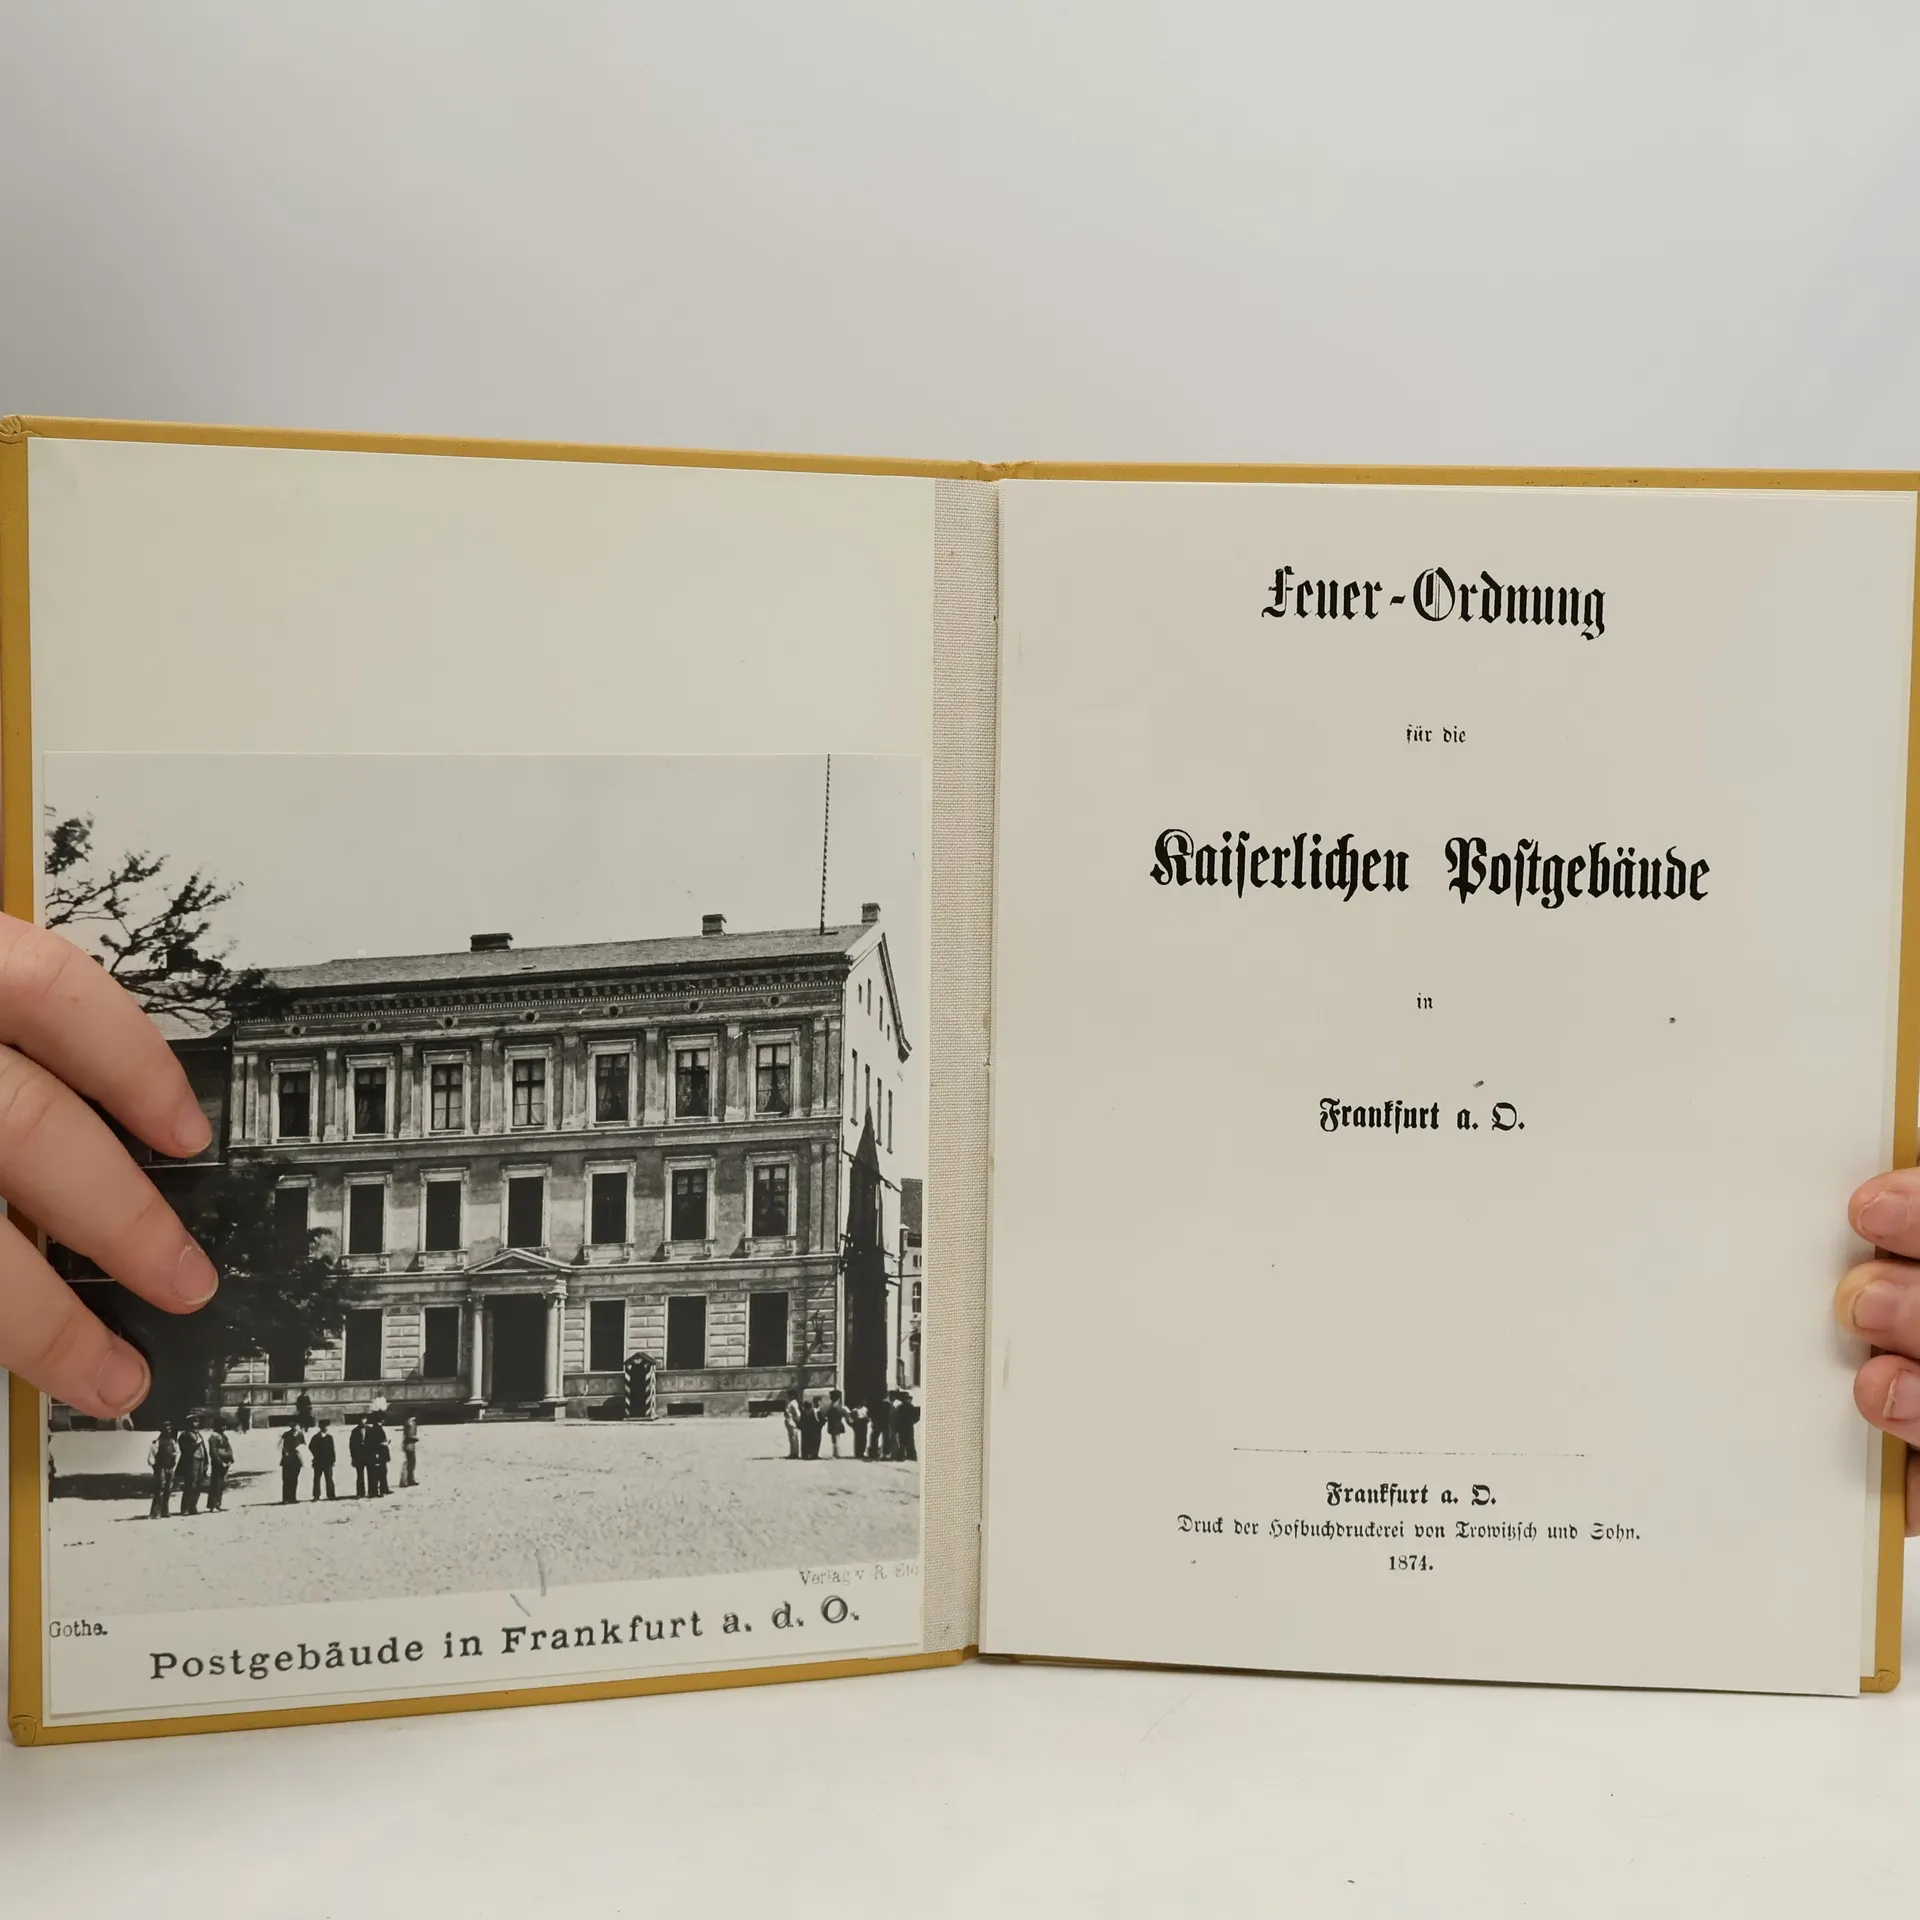 Gothe.
Verlag v. R.
Postgebäude in Frankfurt a. d. O.
Feuer-Ordnung
für die
Kaiserlichen Postgebäude
in
Frankfurt a. O.
Frankfurt a. O.
Druck der Hofbuchdruckerei von Trowitzsch und Sohn.
1874.